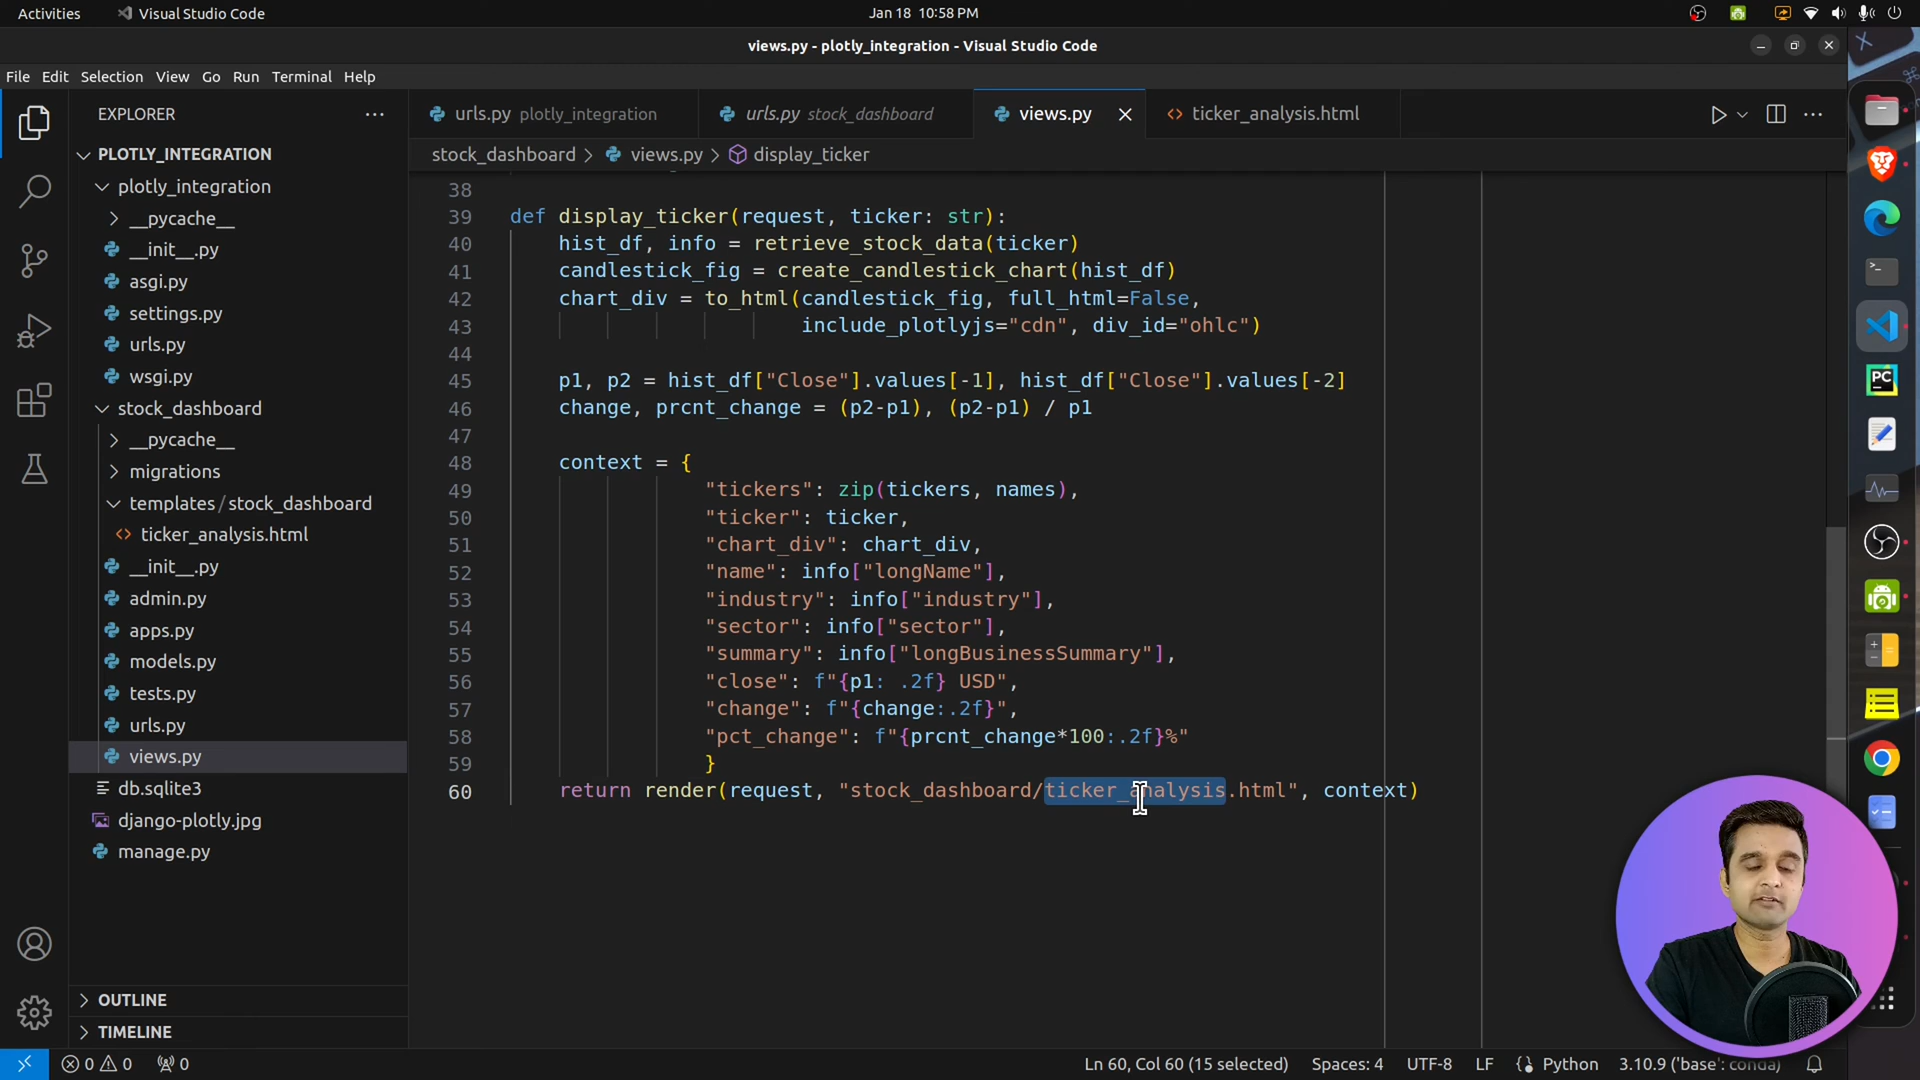 Activities
Visual Studio Code
Jan 18 10:58 PM
views.py - plotly_integration - Visual Studio Code
File Edit Selection View Go Run Terminal Help
EXPLORER
urls.py plotly_integration
urls.py stock_dashboard
views.py
ticker_analysis.html
stock_dashboard > views.py > display_ticker
PLOTLY_INTEGRATION
plotly_integration
__pycache__
__init__.py
asgi.py
settings.py
urls.py
wsgi.py
stock_dashboard
__pycache__
migrations
templates/stock_dashboard
ticker_analysis.html
__init__.py
admin.py
apps.py
models.py
tests.py
urls.py
views.py
db.sqlite3
django-plotly.jpg
manage.py
OUTLINE
TIMELINE
38
39 def display_ticker(request, ticker: str):
40 hist_df, info = retrieve_stock_data(ticker)
41 candlestick_fig = create_candlestick_chart(hist_df)
42 chart_div = to_html(candlestick_fig, full_html=False,
43 include_plotlyjs="cdn", div_id="ohlc")
44
45 p1, p2 = hist_df["Close"].values[-1], hist_df["Close"].values[-2]
46 change, prcnt_change = (p2-p1), (p2-p1) / p1
47
48 context = {
49 "tickers": zip(tickers, names),
50 "ticker": ticker,
51 "chart_div": chart_div,
52 "name": info["longName"],
53 "industry": info["industry"],
54 "sector": info["sector"],
55 "summary": info["longBusinessSummary"],
56 "close": f"{p1: .2f} USD",
57 "change": f"{change:.2f}",
58 "pct_change": f"{prcnt_change*100:.2f}%"
59 }
60 return render(request, "stock_dashboard/ticker_analysis.html", context)
PC
0 0 0
Ln 60, Col 60 (15 selected) Spaces: 4 UTF-8 LF Python 3.10.9 ('base': conda)